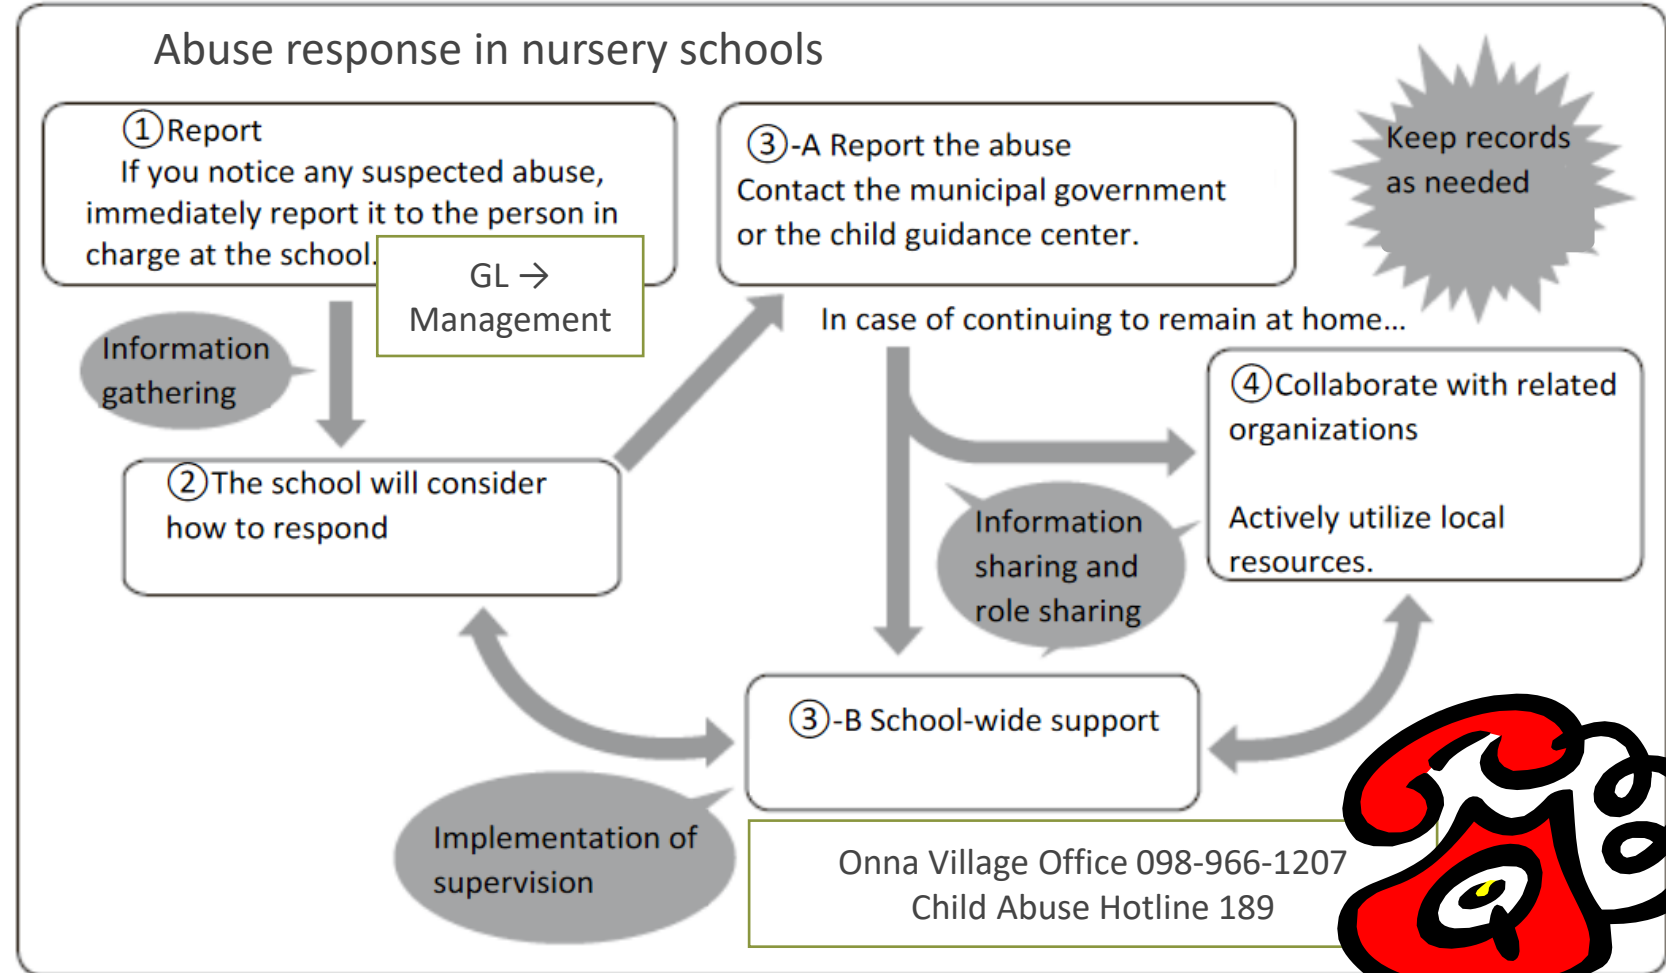 Abuse response in nursery schools
①Report
If you notice any suspected abuse,
immediately report it to the person in
charge at the school.
GL →
Management
Information
gathering
②The school will consider
how to respond
③-A Report the abuse
Contact the municipal government
or the child guidance center.
Keep records
as needed
In case of continuing to remain at home...
④Collaborate with related
organizations
Actively utilize local
resources.
Information
sharing and
role sharing
③-B School-wide support
Implementation of
supervision
Onna Village Office 098-966-1207
Child Abuse Hotline 189